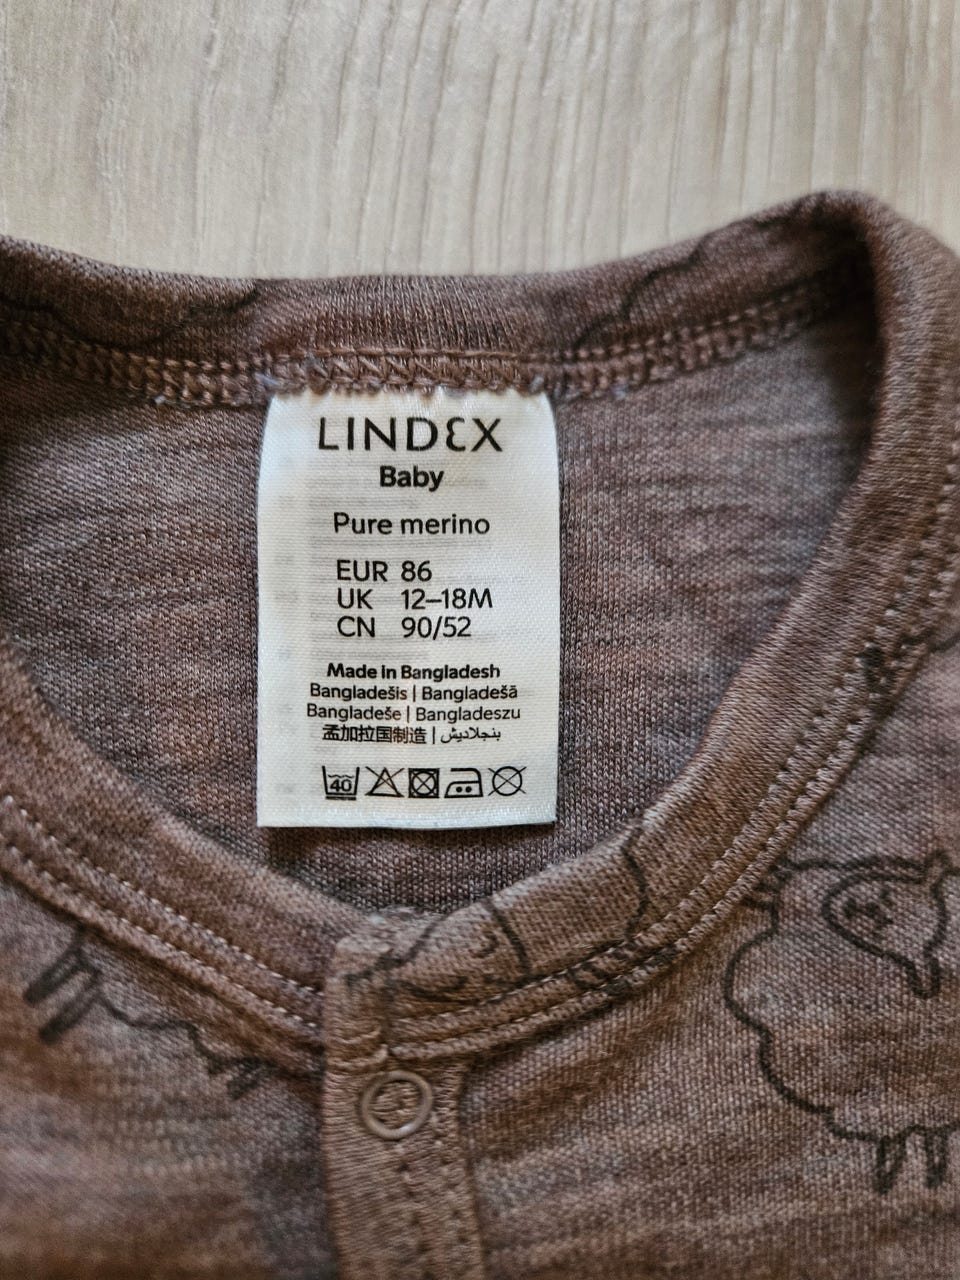 LINDEX
Baby
Pure merino
EUR 86
UK 12–18M
CN 90/52
Made in Bangladesh
Bangladešis | Bangladešā
Bangladeše | Bangladeszu
孟加拉国制造 | بنجلاديش
40